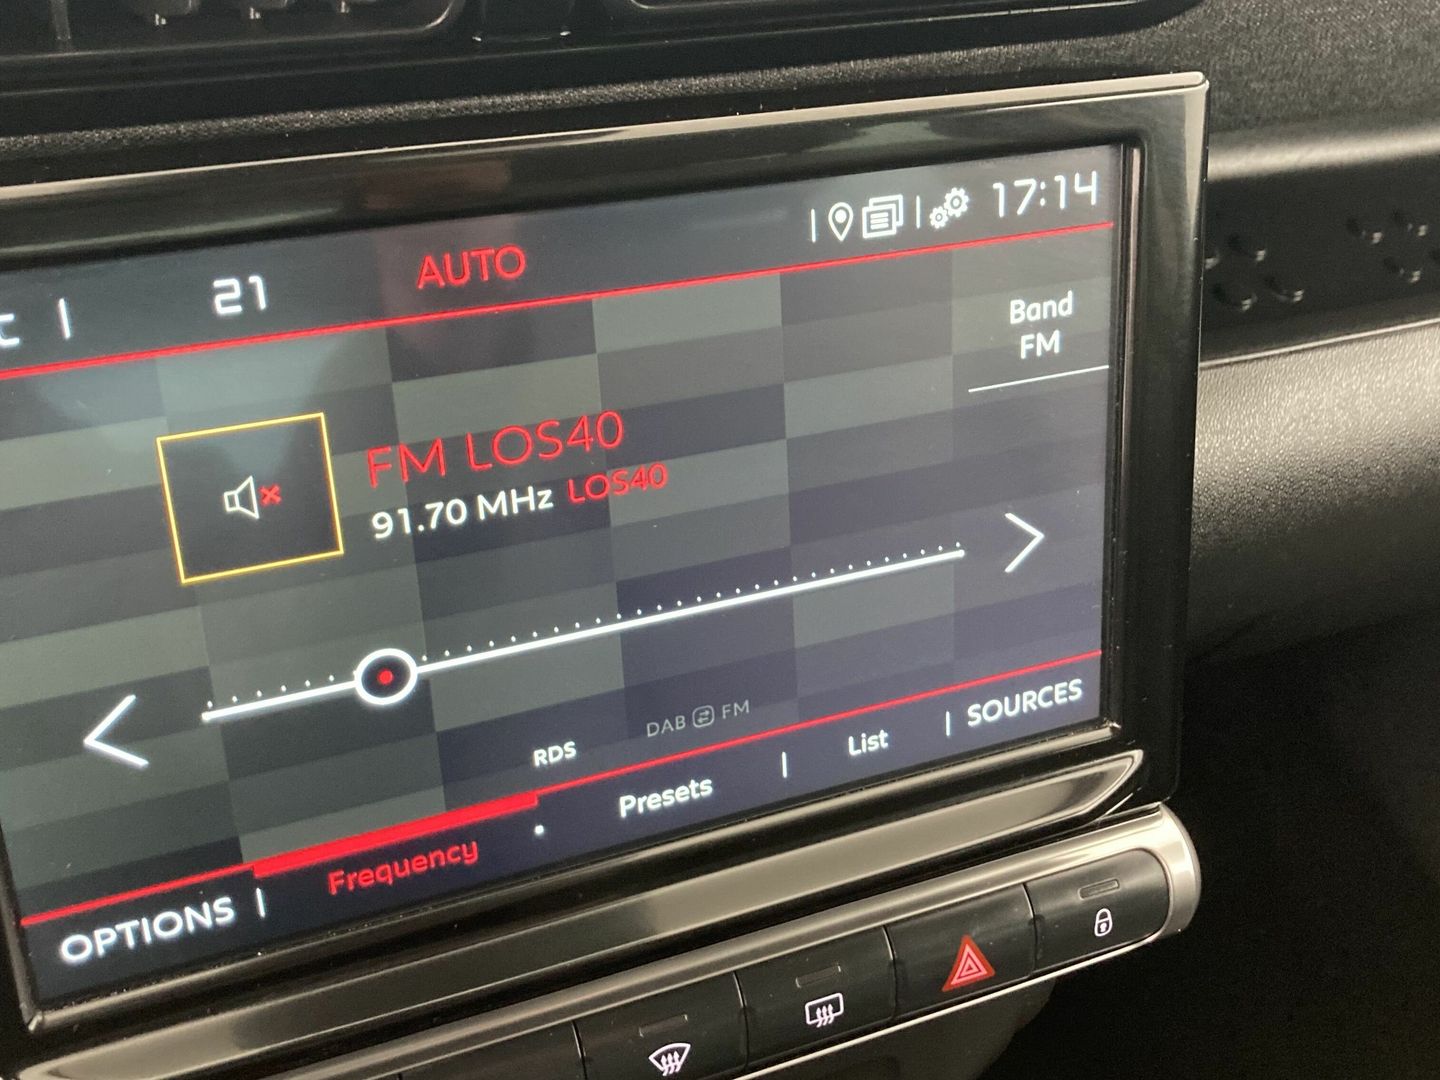 21
AUTO
17:14
Band
FM
FM LOS40
91.70 MHz LOS40
DAB FM
RDS
OPTIONS
Frequency
Presets
List
SOURCES